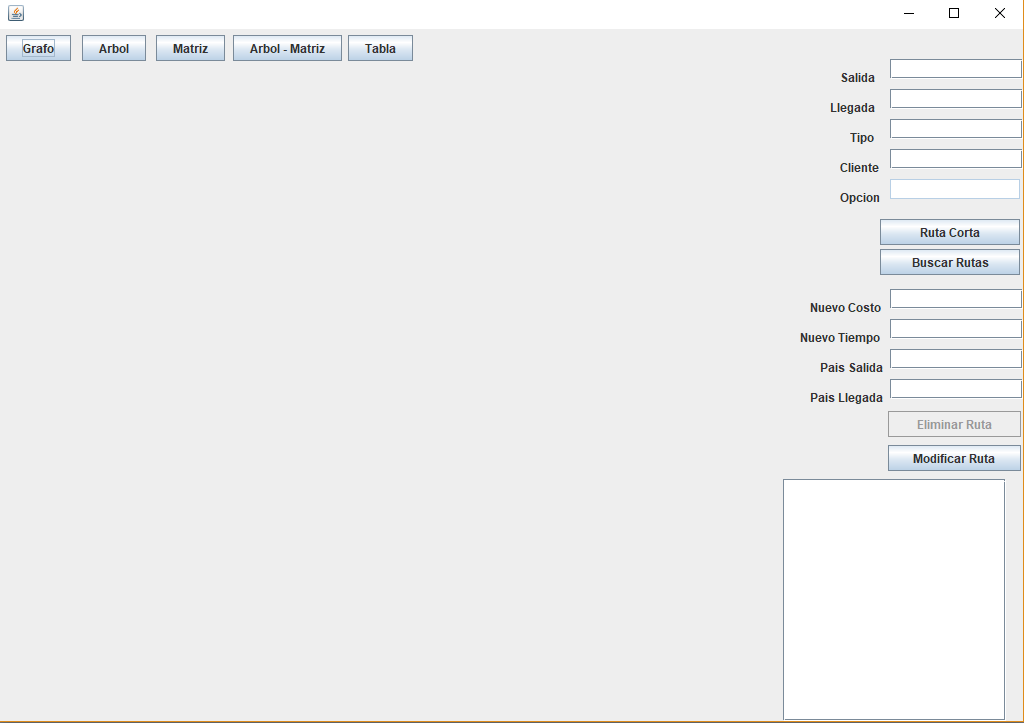 Grafo Arbol Matriz Arbol - Matriz Tabla
Salida
Llegada
Tipo
Cliente
Opcion
Ruta Corta
Buscar Rutas
Nuevo Costo
Nuevo Tiempo
Pais Salida
Pais Llegada
Eliminar Ruta
Modificar Ruta